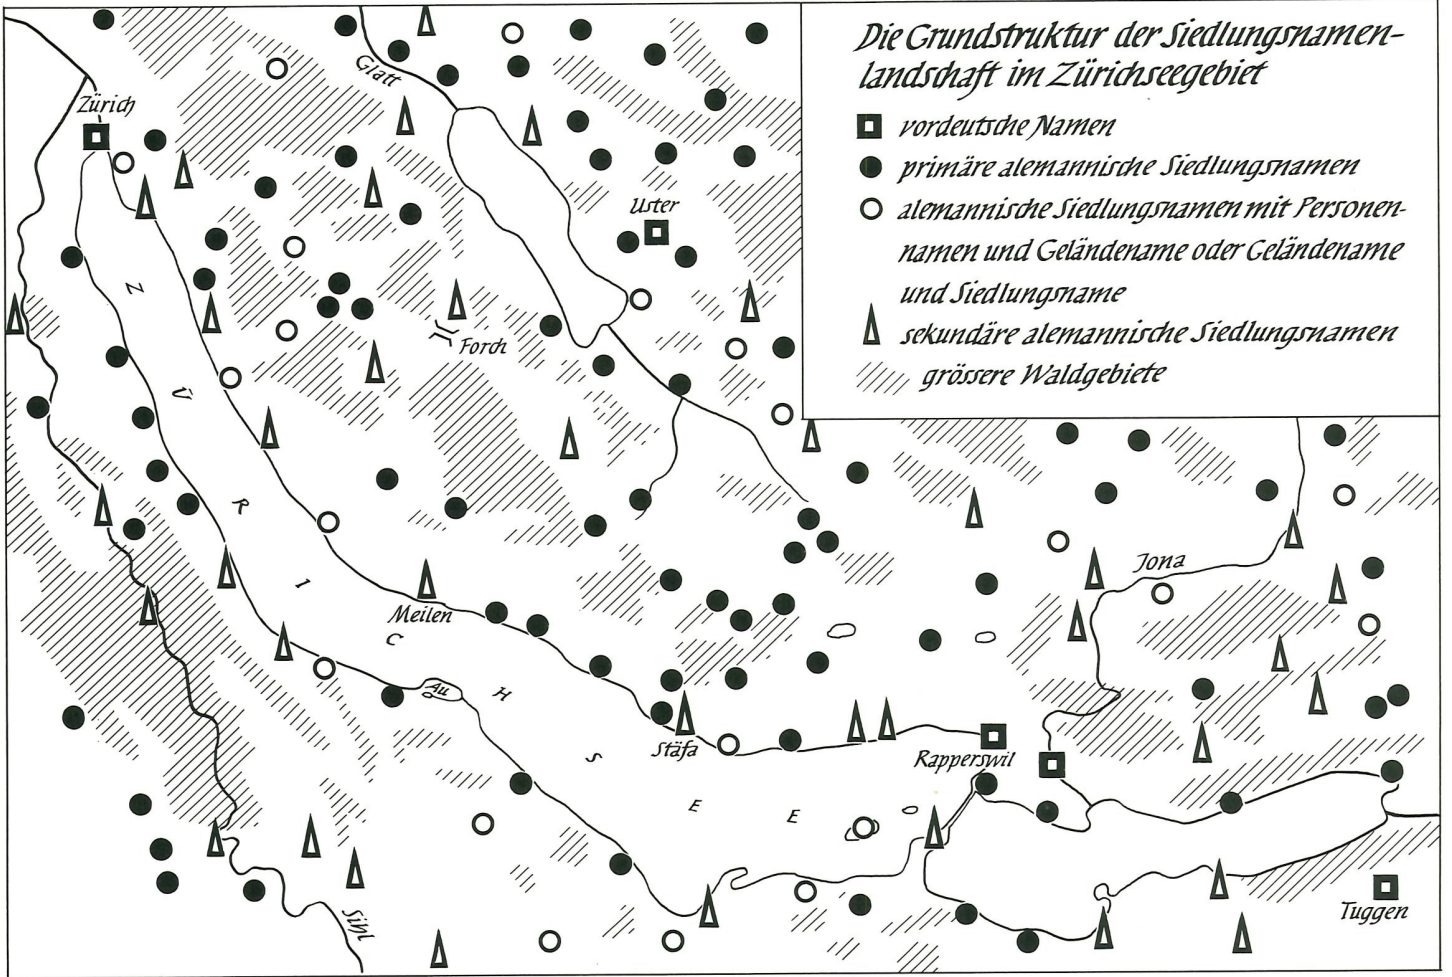 Die Grundstruktur der Siedlungsnamen-
landschaft im Zürichseegebiet
vordeutsche Namen
primäre alemannische Siedlungsnamen
alemannische Siedlungsnamen mit Personen-
namen und Geländename oder Geländename
und Siedlungsname
sekundäre alemannische Siedlungsnamen
grössere Waldgebiete
Glatt
Zürich
Uster
Forch
ZÜRICHSEE
Jona
Meilen
Au
Stäfa
Rapperswil
Tuggen
Sihl